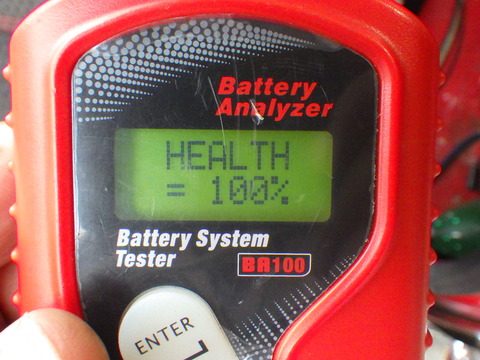 Battery
Analyzer
HEALTH
= 100%
Battery System
Tester
BA100
ENTER